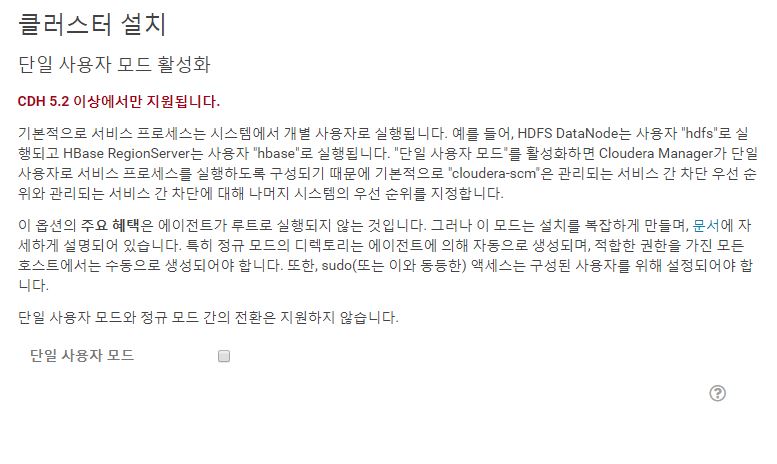 클러스터 설치
단일 사용자 모드 활성화
CDH 5.2 이상에서만 지원됩니다.
기본적으로 서비스 프로세스는 시스템에서 개별 사용자로 실행됩니다. 예를 들어, HDFS DataNode는 사용자 "hdfs"로 실
행되고 HBase RegionServer는 사용자 "hbase"로 실행됩니다. "단일 사용자 모드"를 활성화하면 Cloudera Manager가 단일
사용자로 서비스 프로세스를 실행하도록 구성되기 때문에 기본적으로 "cloudera-scm"은 관리되는 서비스 간 차단 우선 순
위와 관리되는 서비스 간 차단에 대해 나머지 시스템의 우선 순위를 지정합니다.
이 옵션의 주요 혜택은 에이전트가 루트로 실행되지 않는 것입니다. 그러나 이 모드는 설치를 복잡하게 만들며, 문서에 자
세하게 설명되어 있습니다. 특히 정규 모드의 디렉토리는 에이전트에 의해 자동으로 생성되며, 적합한 권한을 가진 모든
호스트에서는 수동으로 생성되어야 합니다. 또한, sudo(또는 이와 동등한) 액세스는 구성된 사용자를 위해 설정되어야 합니
다.
단일 사용자 모드와 정규 모드 간의 전환은 지원하지 않습니다.
단일 사용자 모드